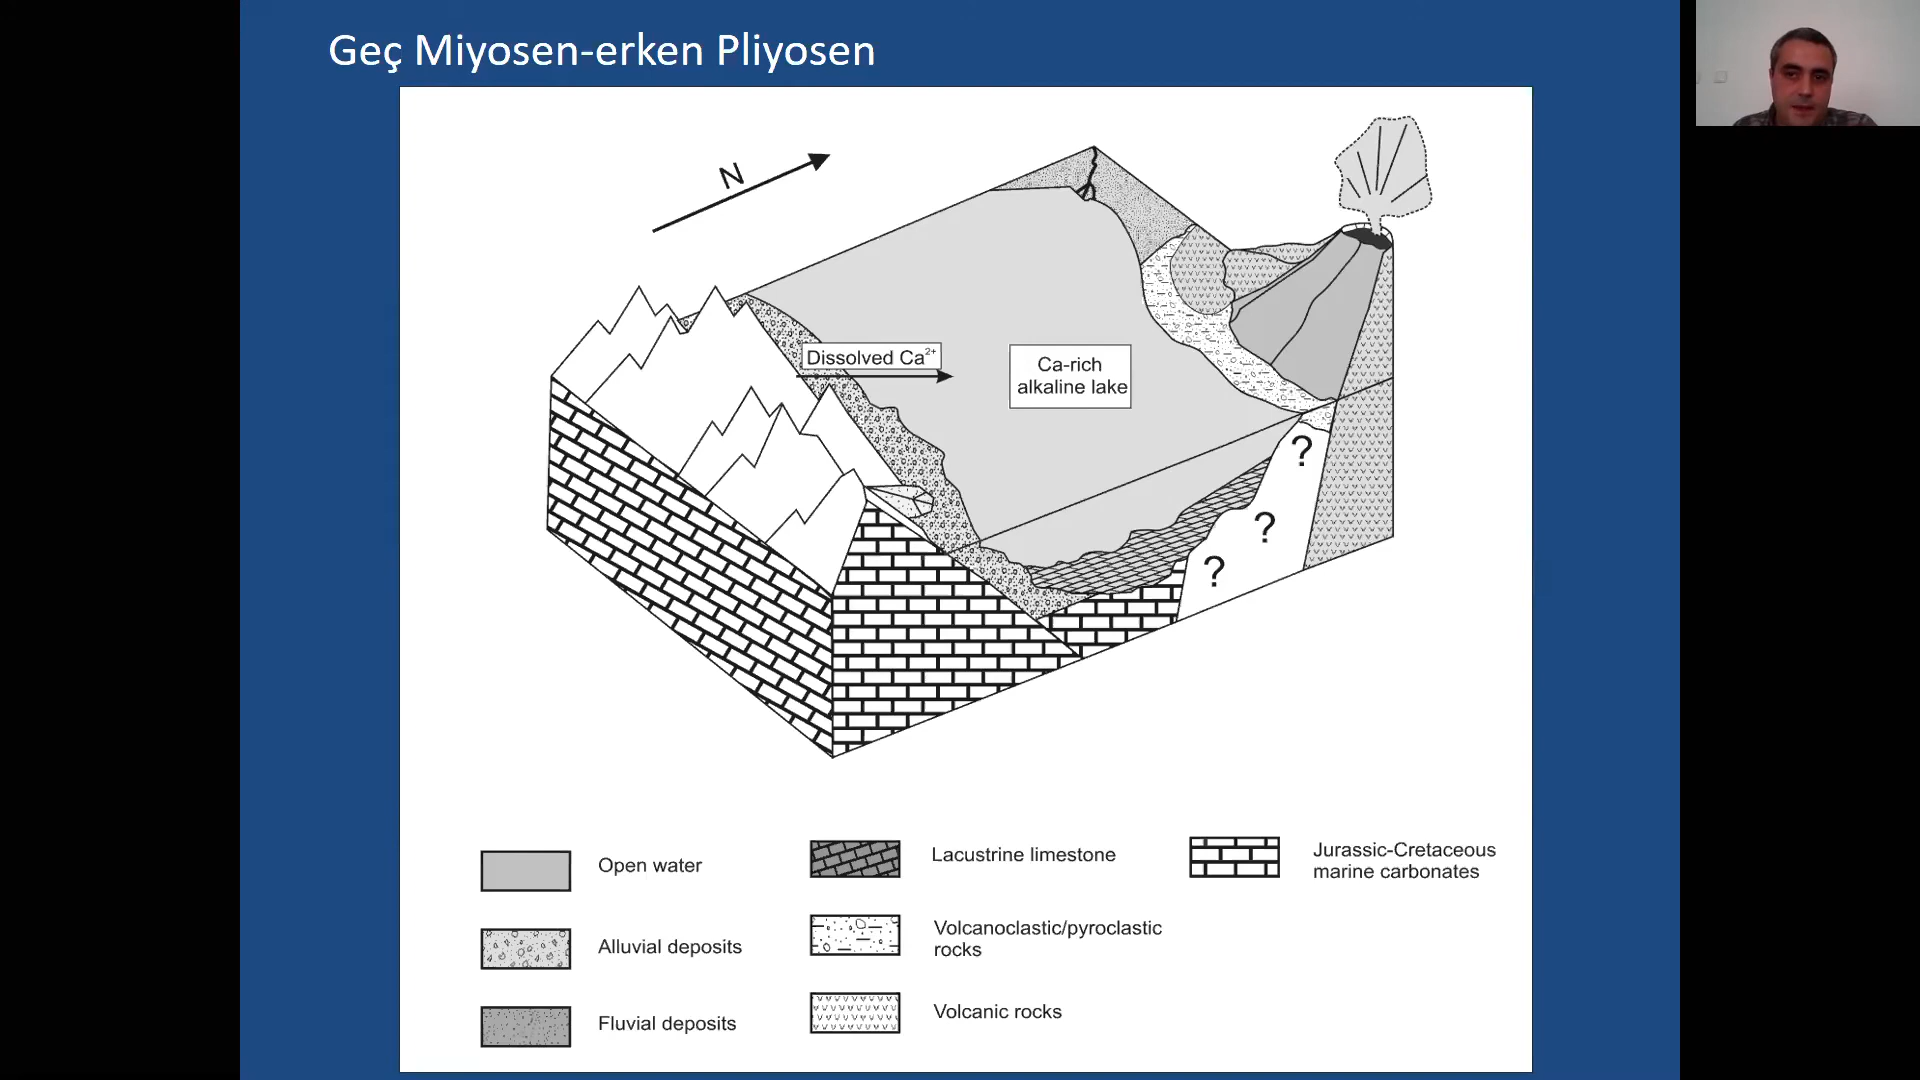 Geç Miyosen-erken Pliyosen
N
Dissolved Ca2+
Ca-rich
alkaline lake
?
?
?
Open water
Lacustrine limestone
Jurassic-Cretaceous
marine carbonates
Alluvial deposits
Volcanoclastic/pyroclastic
rocks
Fluvial deposits
Volcanic rocks